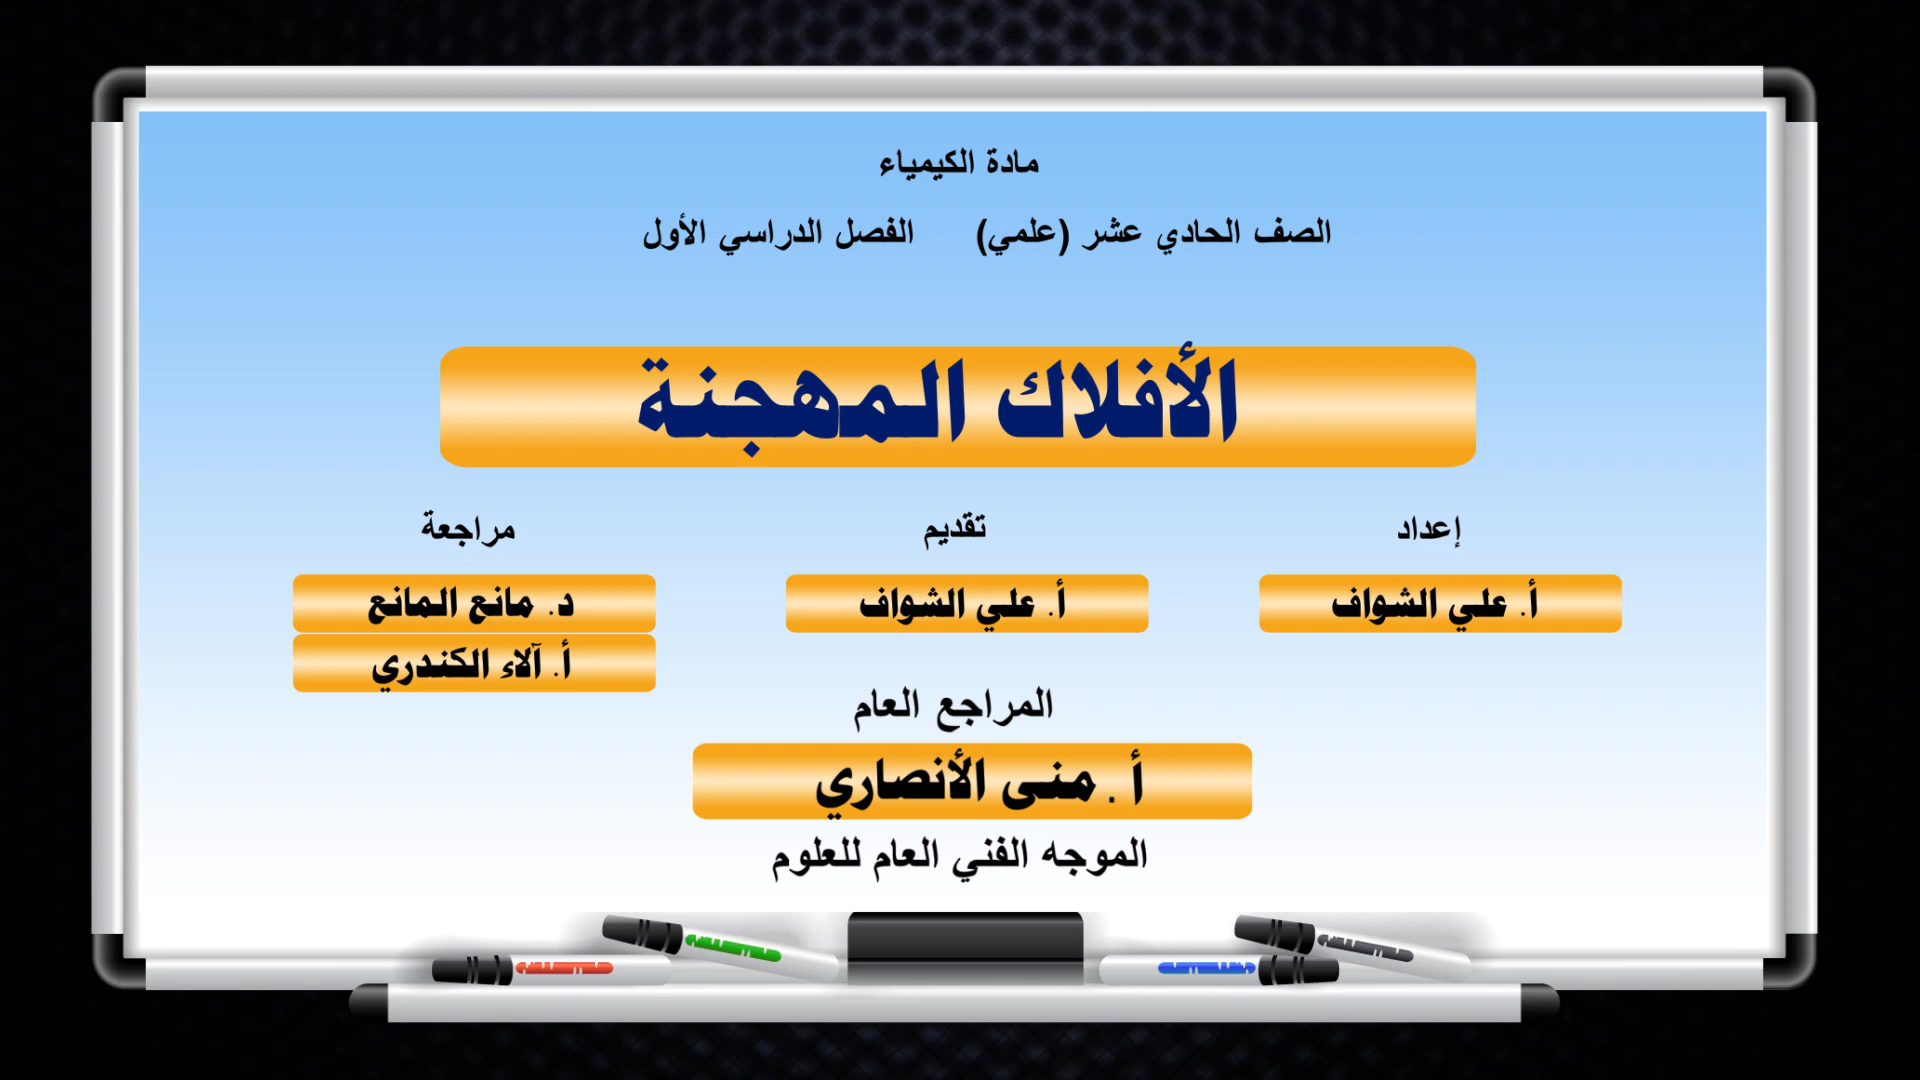 مادة الكيمياء
الصف الحادي عشر (علمي) الفصل الدراسي الأول
الأفلاك المهجنة
إعداد تقديم مراجعة
أ. علي الشواف أ. علي الشواف د. مانع المانع
أ. آلاء الكندري
المراجع العام
أ . منى الأنصاري
الموجه الفني العام للعلوم